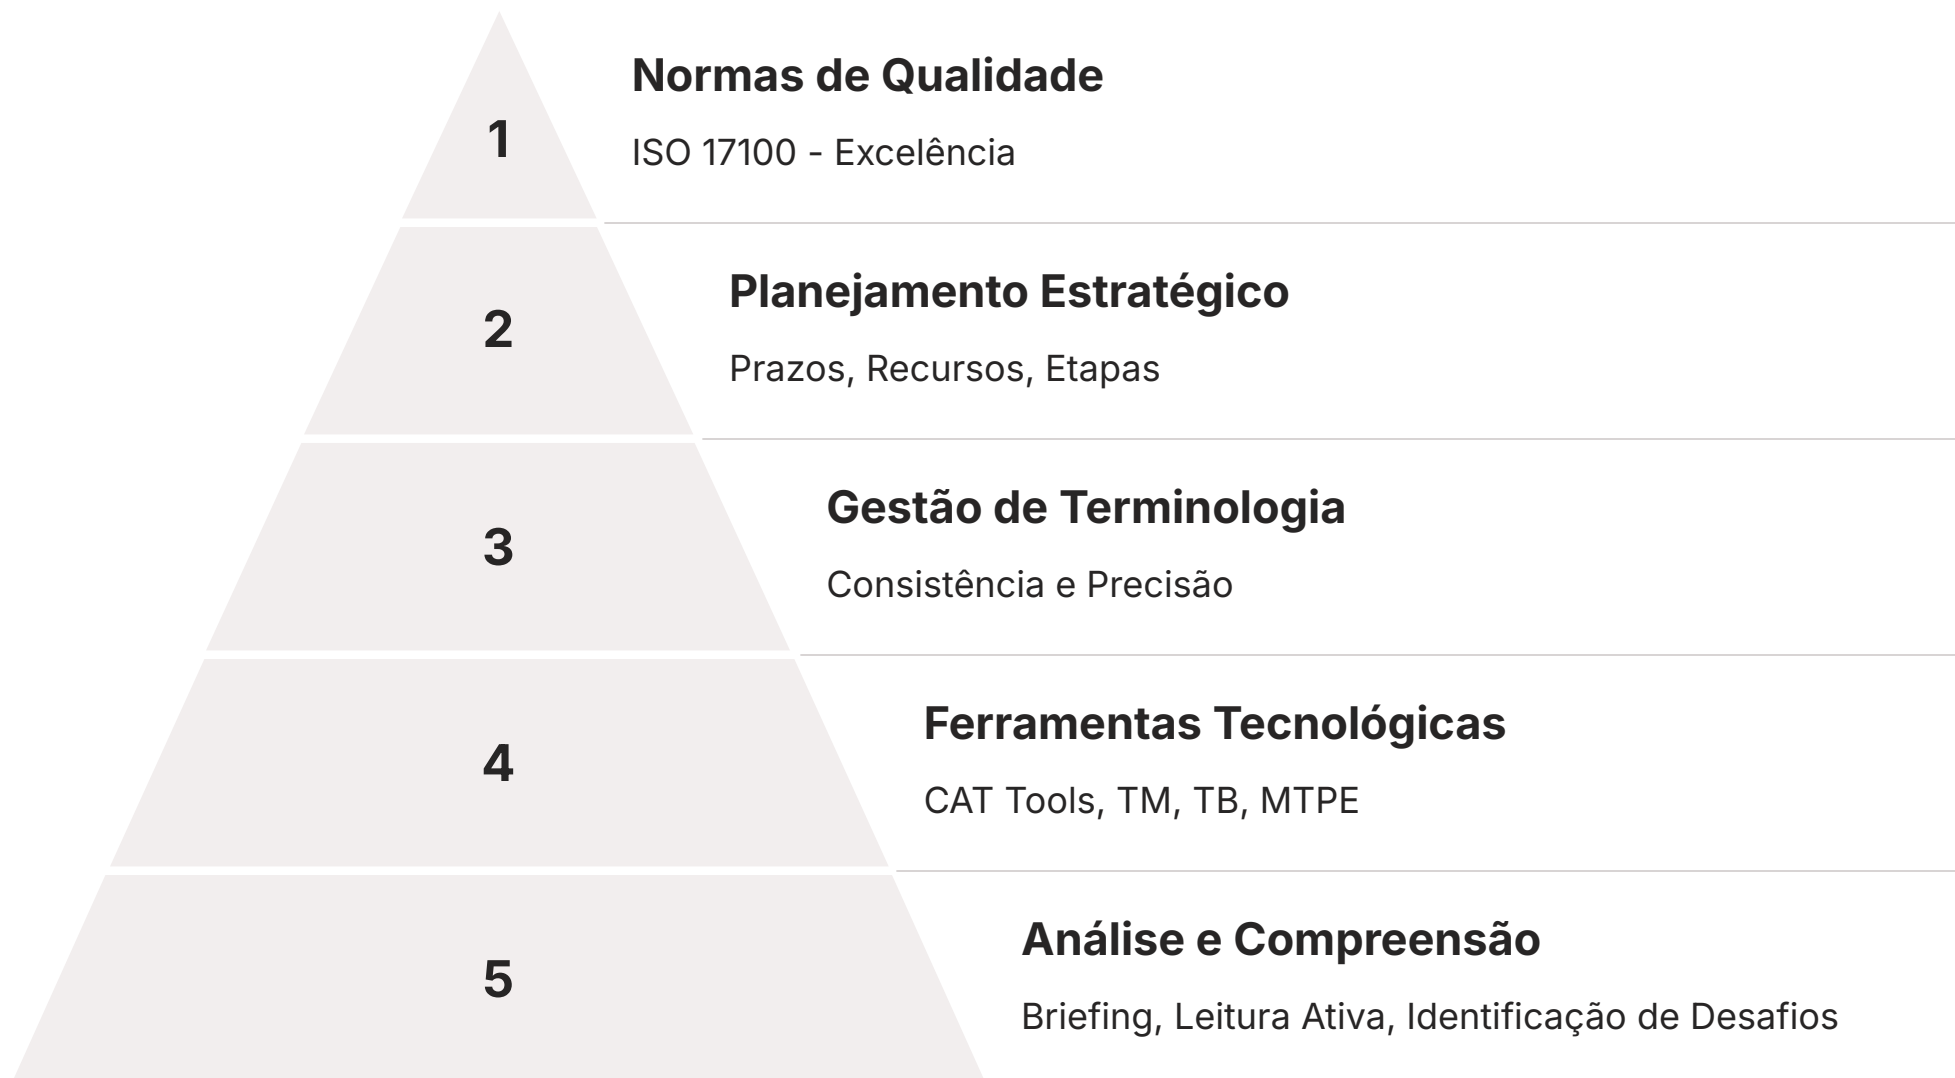 1
Normas de Qualidade
ISO 17100 - Excelência
2
Planejamento Estratégico
Prazos, Recursos, Etapas
3
Gestão de Terminologia
Consistência e Precisão
4
Ferramentas Tecnológicas
CAT Tools, TM, TB, MTPE
5
Análise e Compreensão
Briefing, Leitura Ativa, Identificação de Desafios